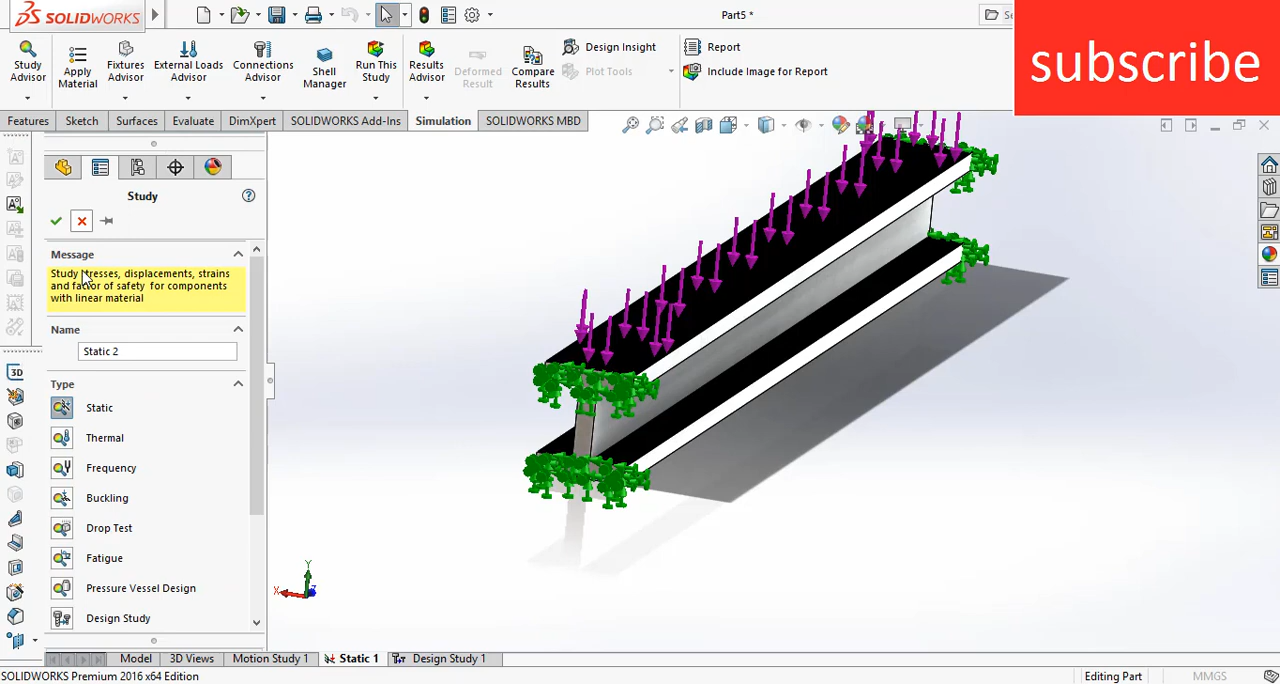 SOLIDWORKS
Part5 *
subscribe
Study Advisor
Apply Material
Fixtures Advisor
External Loads Advisor
Connections Advisor
Shell Manager
Run This Study
Results Advisor
Deformed Result
Compare Results
Design Insight
Plot Tools
Report
Include Image for Report
Features
Sketch
Surfaces
Evaluate
DimXpert
SOLIDWORKS Add-Ins
Simulation
SOLIDWORKS MBD
Study
Message
displacements, strains
and factor of safety for components
with linear material
Name
Static 2
Type
Static
Thermal
Frequency
Buckling
Drop Test
Fatigue
Pressure Vessel Design
Design Study
Y
X
Z
3D
Model
3D Views
Motion Study 1
Static 1
Design Study 1
SOLIDWORKS Premium 2016 x64 Edition
Editing Part
MMGS